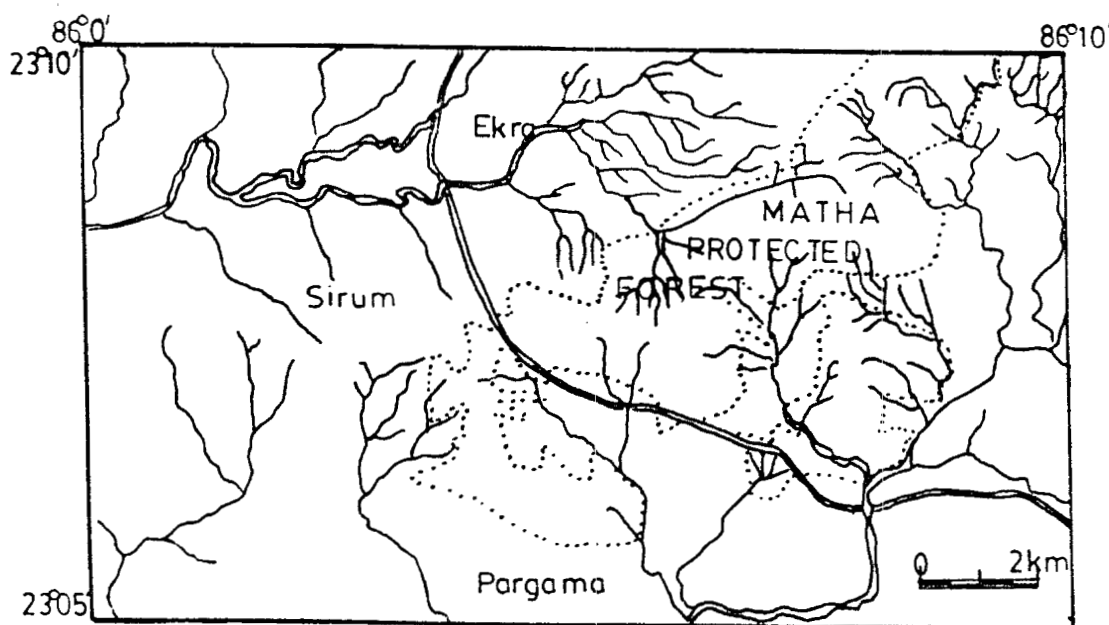 86°0'
86°10'
23°10'
Ekra
MATHA
PROTECTED
FOREST
Sirum
0 2km
Pargama
23°05'